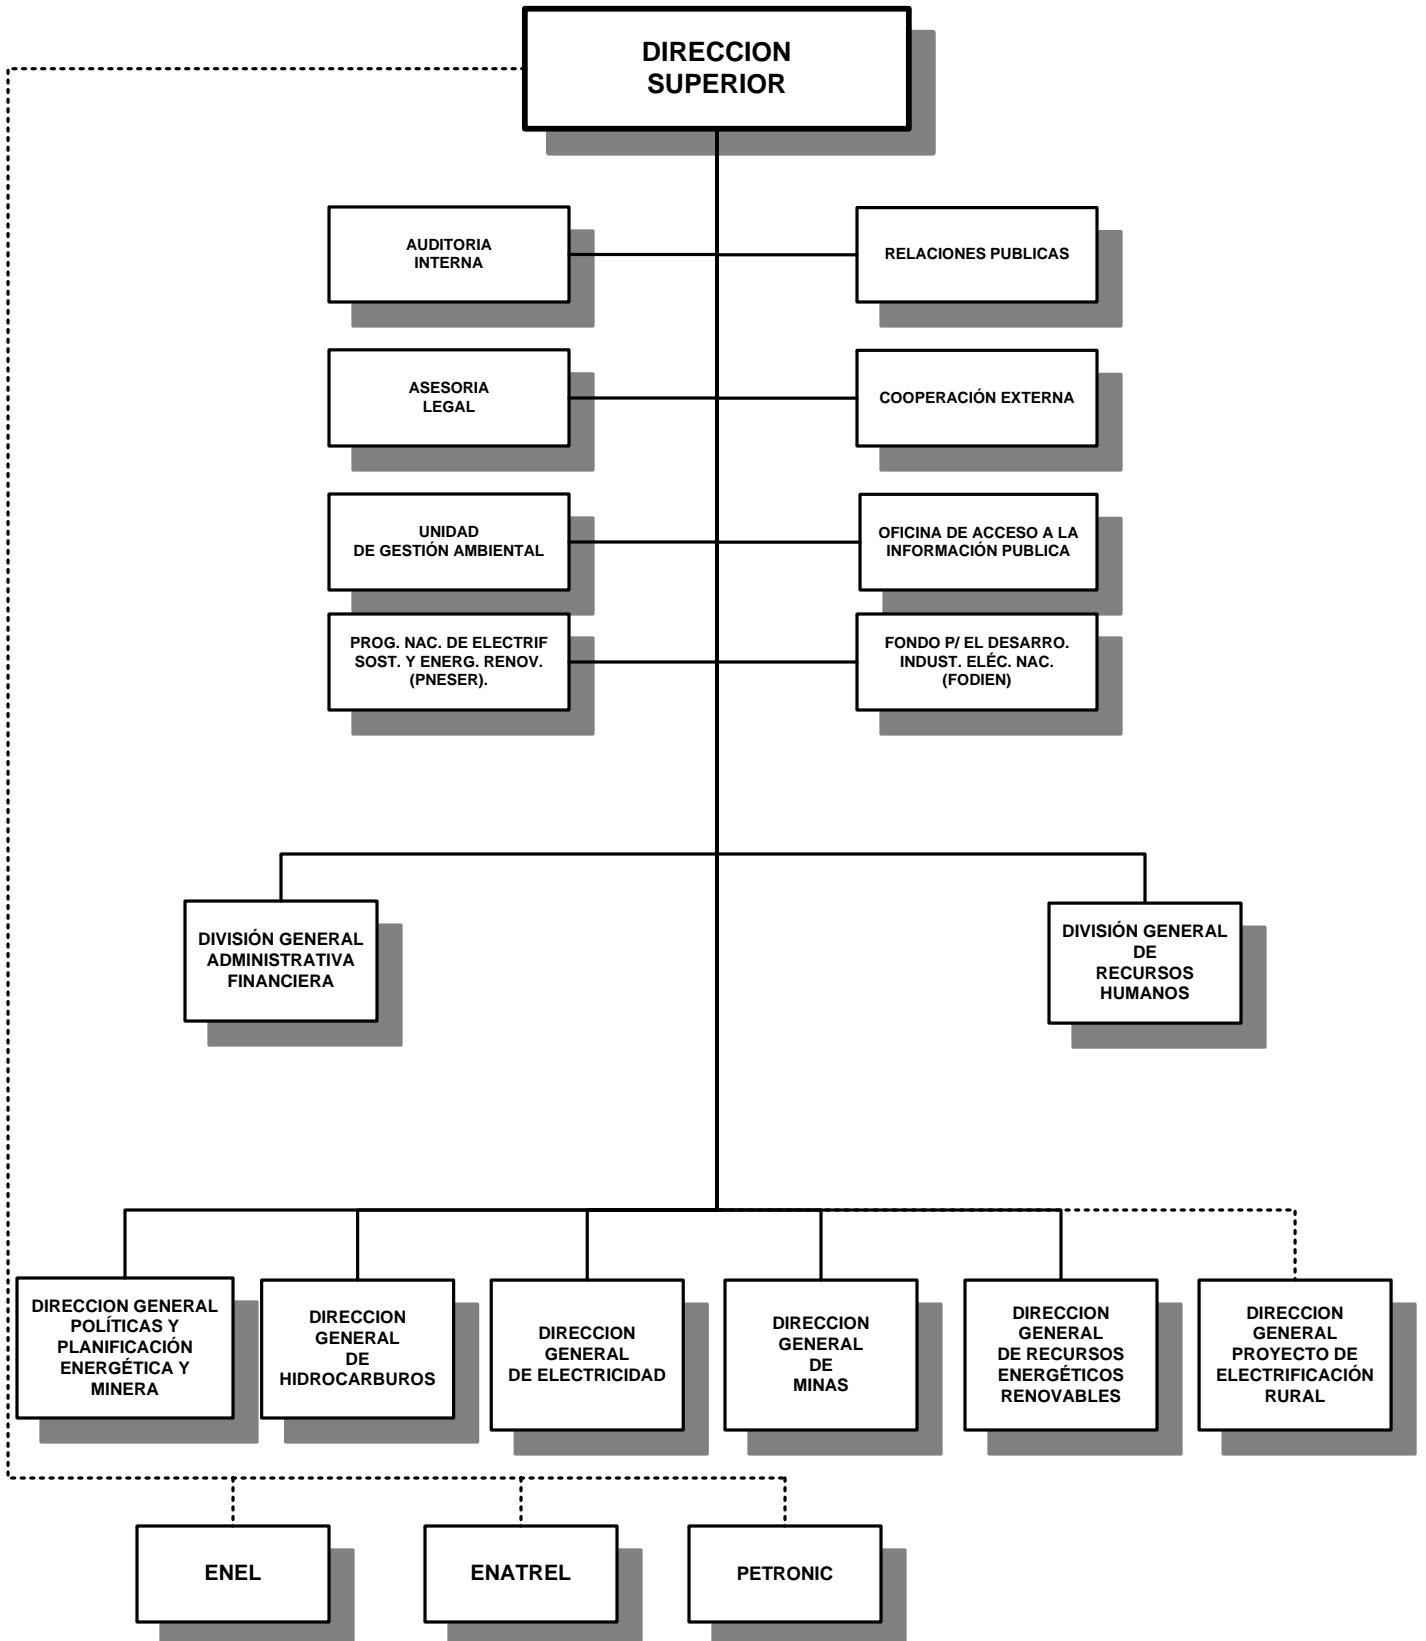 DIRECCION
SUPERIOR
AUDITORIA
INTERNA
RELACIONES PUBLICAS
ASESORIA
LEGAL
COOPERACIÓN EXTERNA
UNIDAD
DE GESTIÓN AMBIENTAL
OFICINA DE ACCESO A LA
INFORMACIÓN PUBLICA
PROG. NAC. DE ELECTRIF
SOST. Y ENERG. RENOV.
(PNESER).
FONDO P/ EL DESARRO.
INDUST. ELÉC. NAC.
(FODIEN)
DIVISIÓN GENERAL
ADMINISTRATIVA
FINANCIERA
DIVISIÓN GENERAL
DE
RECURSOS
HUMANOS
DIRECCION GENERAL
POLÍTICAS Y
PLANIFICACIÓN
ENERGÉTICA Y
MINERA
DIRECCION
GENERAL
DE
HIDROCARBUROS
DIRECCION
GENERAL
DE ELECTRICIDAD
DIRECCION
GENERAL
DE
MINAS
DIRECCION
GENERAL
DE RECURSOS
ENERGÉTICOS
RENOVABLES
DIRECCION
GENERAL
PROYECTO DE
ELECTRIFICACIÓN
RURAL
ENEL
ENATREL
PETRONIC